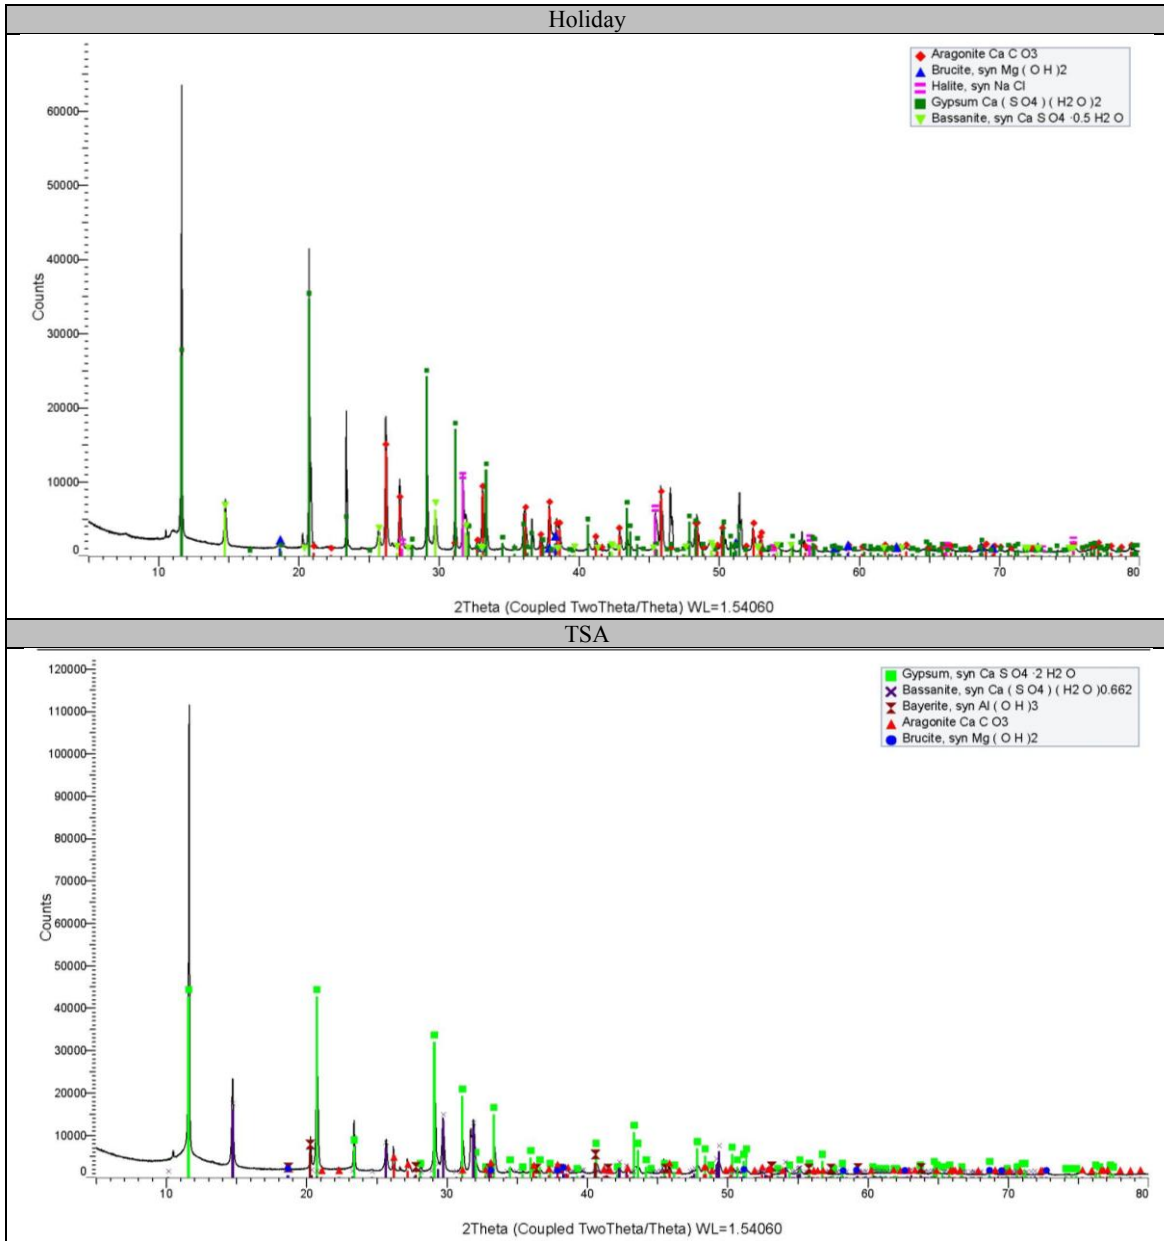 Holiday
Aragonite Ca C O3
Brucite, syn Mg ( O H )2
Halite, syn Na Cl
Gypsum Ca ( S O4 ) ( H2 O )2
Bassanite, syn Ca S O4 ·0.5 H2 O
60000
50000
40000
30000
20000
10000
0
Counts
10 20 30 40 50 60 70 80
2Theta (Coupled TwoTheta/Theta) WL=1.54060
TSA
Gypsum, syn Ca S O4 ·2 H2 O
Bassanite, syn Ca ( S O4 ) ( H2 O )0.662
Bayerite, syn Al ( O H )3
Aragonite Ca C O3
Brucite, syn Mg ( O H )2
120000
110000
100000
90000
80000
70000
60000
50000
40000
30000
20000
10000
0
Counts
10 20 30 40 50 60 70 80
2Theta (Coupled TwoTheta/Theta) WL=1.54060